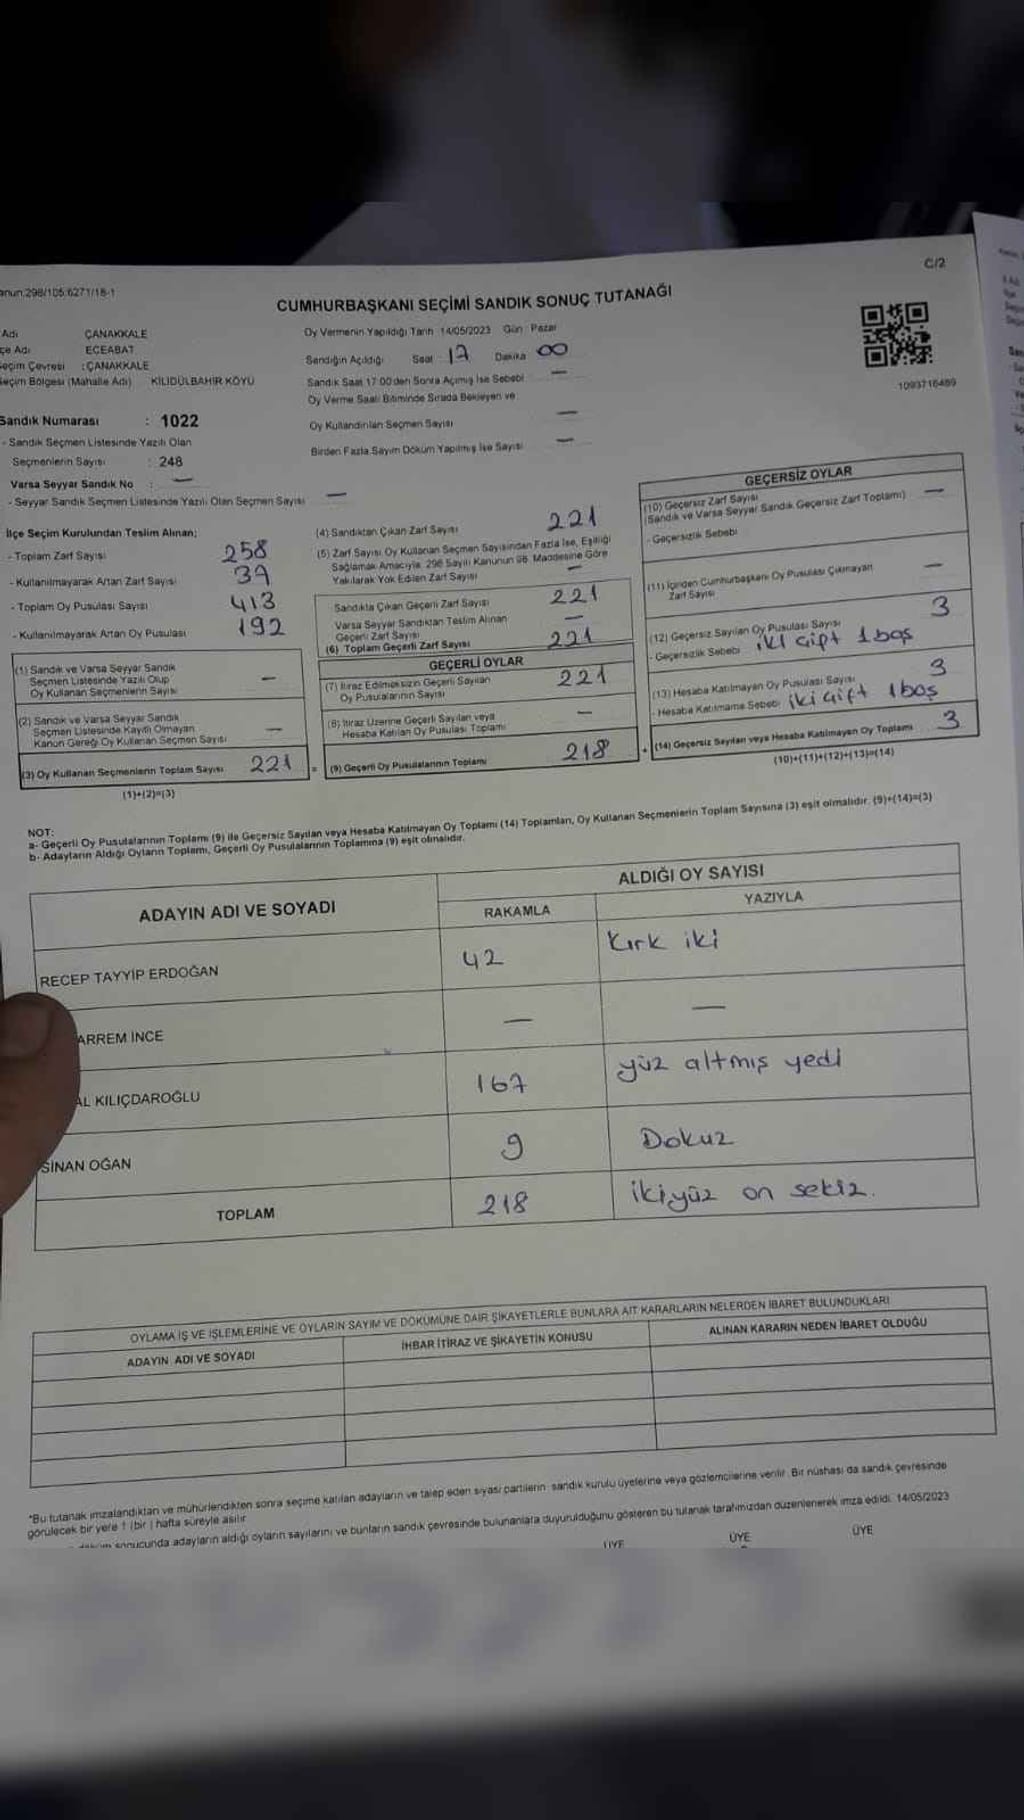 C/2
anun:298/105;6271/18-1
CUMHURBAŞKANI SEÇİMİ SANDIK SONUÇ TUTANAĞI
Adı ÇANAKKALE
çe Adı ECEABAT
eçim Çevresi : ÇANAKKALE
eçim Bölgesi (Mahalle Adı) KİLİDÜLBAHİR KÖYÜ
Oy Vermenin Yapıldığı Tarih 14/05/2023 Gün : Pazar
Sandığın Açıldığı Saat 17 Dakika 00
Sandık Saat 17:00'den Sonra Açmış İse Sebebi —
Oy Verme Saati Bitiminde Sırada Bekleyen ve
Oy Kullandırılan Seçmen Sayısı —
Birden Fazla Sayım Döküm Yapılmış İse Sayısı —
1093716489
Sandık Numarası : 1022
- Sandık Seçmen Listesinde Yazılı Olan
Seçmenlerin Sayısı : 248
Varsa Seyyar Sandık No : —
- Seyyar Sandık Seçmen Listesinde Yazılı Olan Seçmen Sayısı —
İlçe Seçim Kurulundan Teslim Alınan;
- Toplam Zarf Sayısı 258
- Kullanılmayarak Artan Zarf Sayısı
- Toplam Oy Pusulası Sayısı 413
- Kullanılmayarak Artan Oy Pusulası 192
(1) Sandık ve Varsa Seyyar Sandık
Seçmen Listesinde Yazılı Olup
Oy Kullanan Seçmenlerin Sayısı —
(2) Sandık ve Varsa Seyyar Sandık
Seçmen Listesinde Kayıtlı Olmayan
Kanun Gereği Oy Kullanan Seçmen Sayısı —
(3) Oy Kullanan Seçmenlerin Toplam Sayısı 221 =
(1)+(2)=(3)
(4) Sandıktan Çıkan Zarf Sayısı 221
(5) Zarf Sayısı Oy Kullanan Seçmen Sayısından Fazla İse, Eşitliği
Sağlamak Amacıyla, 298 Sayılı Kanunun 98. Maddesine Göre
Yakılarak Yok Edilen Zarf Sayısı —
Sandıkta Çıkan Geçerli Zarf Sayısı 221
Varsa Seyyar Sandıktan Teslim Alınan
Geçerli Zarf Sayısı —
(6) Toplam Geçerli Zarf Sayısı 221
GEÇERLİ OYLAR
(7) İtiraz Edilmeksizin Geçerli Sayılan
Oy Pusulalarının Sayısı 221
(8) İtiraz Üzerine Geçerli Sayılan veya
Hesaba Katılan Oy Pusulası Toplamı —
(9) Geçerli Oy Pusulalarının Toplamı 218 +
GEÇERSİZ OYLAR
(10) Geçersiz Zarf Sayısı
(Sandık ve Varsa Seyyar Sandık Geçersiz Zarf Toplamı) —
- Geçersizlik Sebebi
(11) İçinden Cumhurbaşkanı Oy Pusulası Çıkmayan
Zarf Sayısı —
(12) Geçersiz Sayılan Oy Pusulası Sayısı 3
- Geçersizlik Sebebi iki çift 1 boş
(13) Hesaba Katılmayan Oy Pusulası Sayısı 3
- Hesaba Katılmama Sebebi iki çift 1 boş
(14) Geçersiz Sayılan veya Hesaba Katılmayan Oy Toplamı 3
(10)+(11)+(12)+(13)=(14)
NOT:
a- Geçerli Oy Pusulalarının Toplamı (9) ile Geçersiz Sayılan veya Hesaba Katılmayan Oy Toplamı (14) Toplamları, Oy Kullanan Seçmenlerin Toplam Sayısına (3) eşit olmalıdır. (9)+(14)=(3)
b- Adayların Aldığı Oyların Toplamı, Geçerli Oy Pusulalarının Toplamına (9) eşit olmalıdır.
ADAYIN ADI VE SOYADI ALDIĞI OY SAYISI
RAKAMLA YAZIYLA
RECEP TAYYİP ERDOĞAN 42 Kırk iki
ARREM İNCE — —
AL KILIÇDAROĞLU 167 yüz altmış yedi
SİNAN OĞAN 9 Dokuz
TOPLAM 218 ikiyüz on sekiz.
OYLAMA İŞ VE İŞLEMLERİNE VE OYLARIN SAYIM VE DÖKÜMÜNE DAİR ŞİKAYETLERLE BUNLARA AİT KARARLARIN NELERDEN İBARET BULUNDUKLARI
ADAYIN ADI VE SOYADI İHBAR İTİRAZ VE ŞİKAYETİN KONUSU ALINAN KARARIN NEDEN İBARET OLDUĞU
*Bu tutanak imzalandıktan ve mühürlendikten sonra seçime katılan adayların ve talep eden siyasi partilerin sandık kurulu üyelerine veya gözlemcilerine verilir. Bir nüshası da sandık çevresinde
görülecek bir yere 1 (bir) hafta süreyle asılır.
sonucunda adayların aldığı oyların sayılarını ve bunların sandık çevresinde bulunanlara duyurulduğunu gösteren bu tutanak tarafımızdan düzenlenerek imza edildi. 14/05/2023
ÜYE ÜYE ÜYE